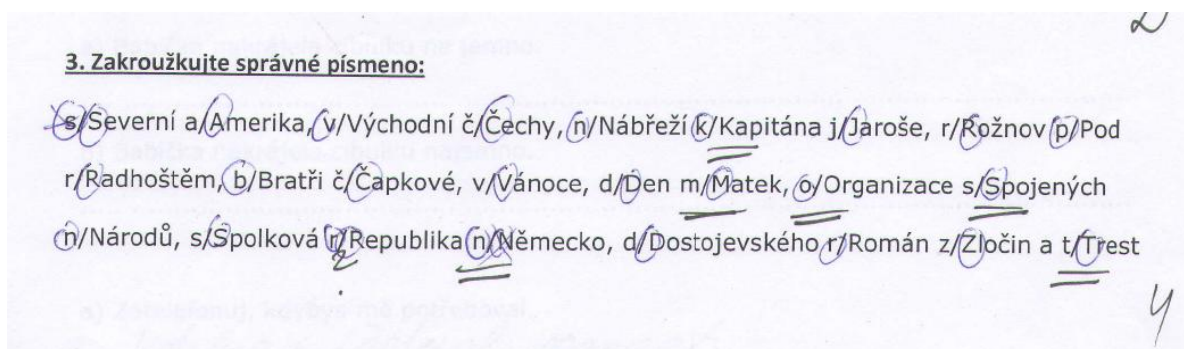 3. Zakroužkujte správné písmeno:
s/Severní a/Amerika, v/Východní č/Čechy, n/Nábřeží k/Kapitána j/Jaroše, r/Rožnov p/Pod
r/Radhoštěm, b/Bratři č/Čapkové, v/Vánoce, d/Den m/Matek, o/Organizace s/Spojených
n/Národů, s/Spolková r/Republika n/Německo, d/Dostojevského r/Román z/Zločin a t/Trest
4